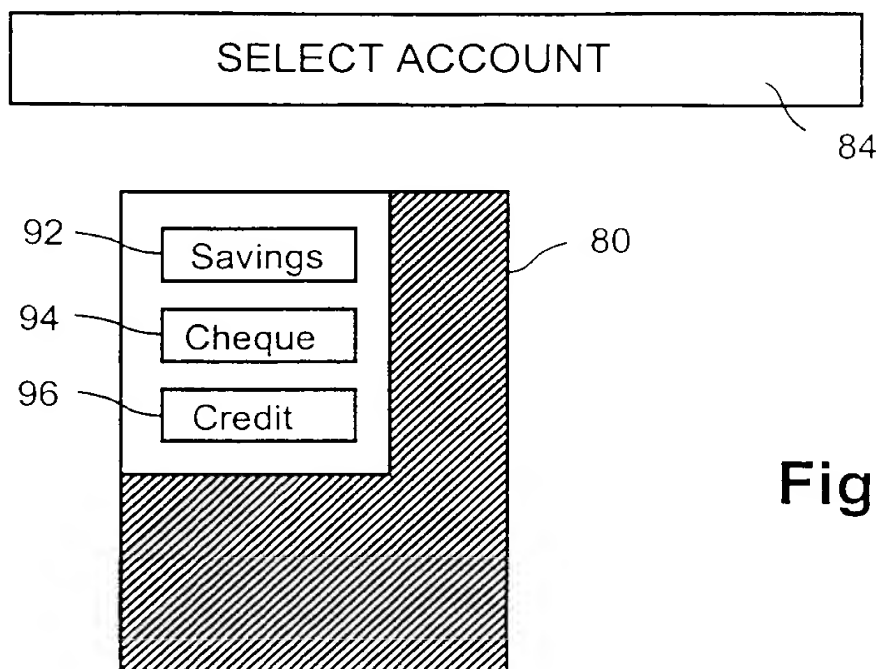 SELECT ACCOUNT
84
92
Savings
80
94
Cheque
96
Credit
Fig